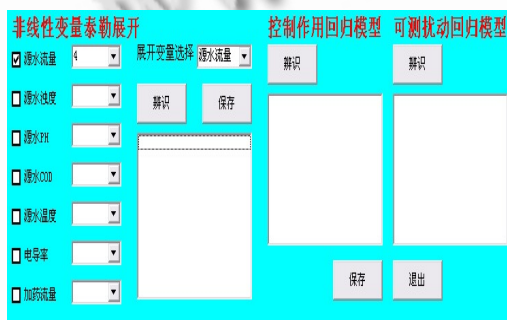 非线性变量泰勒展开
控制作用回归模型
可测扰动回归模型
源水流量 4
展开变量选择 源水流量
辨识
辨识
源水浊度
辨识
保存
源水PH
源水COD
源水温度
电导率
加药流量
保存
退出